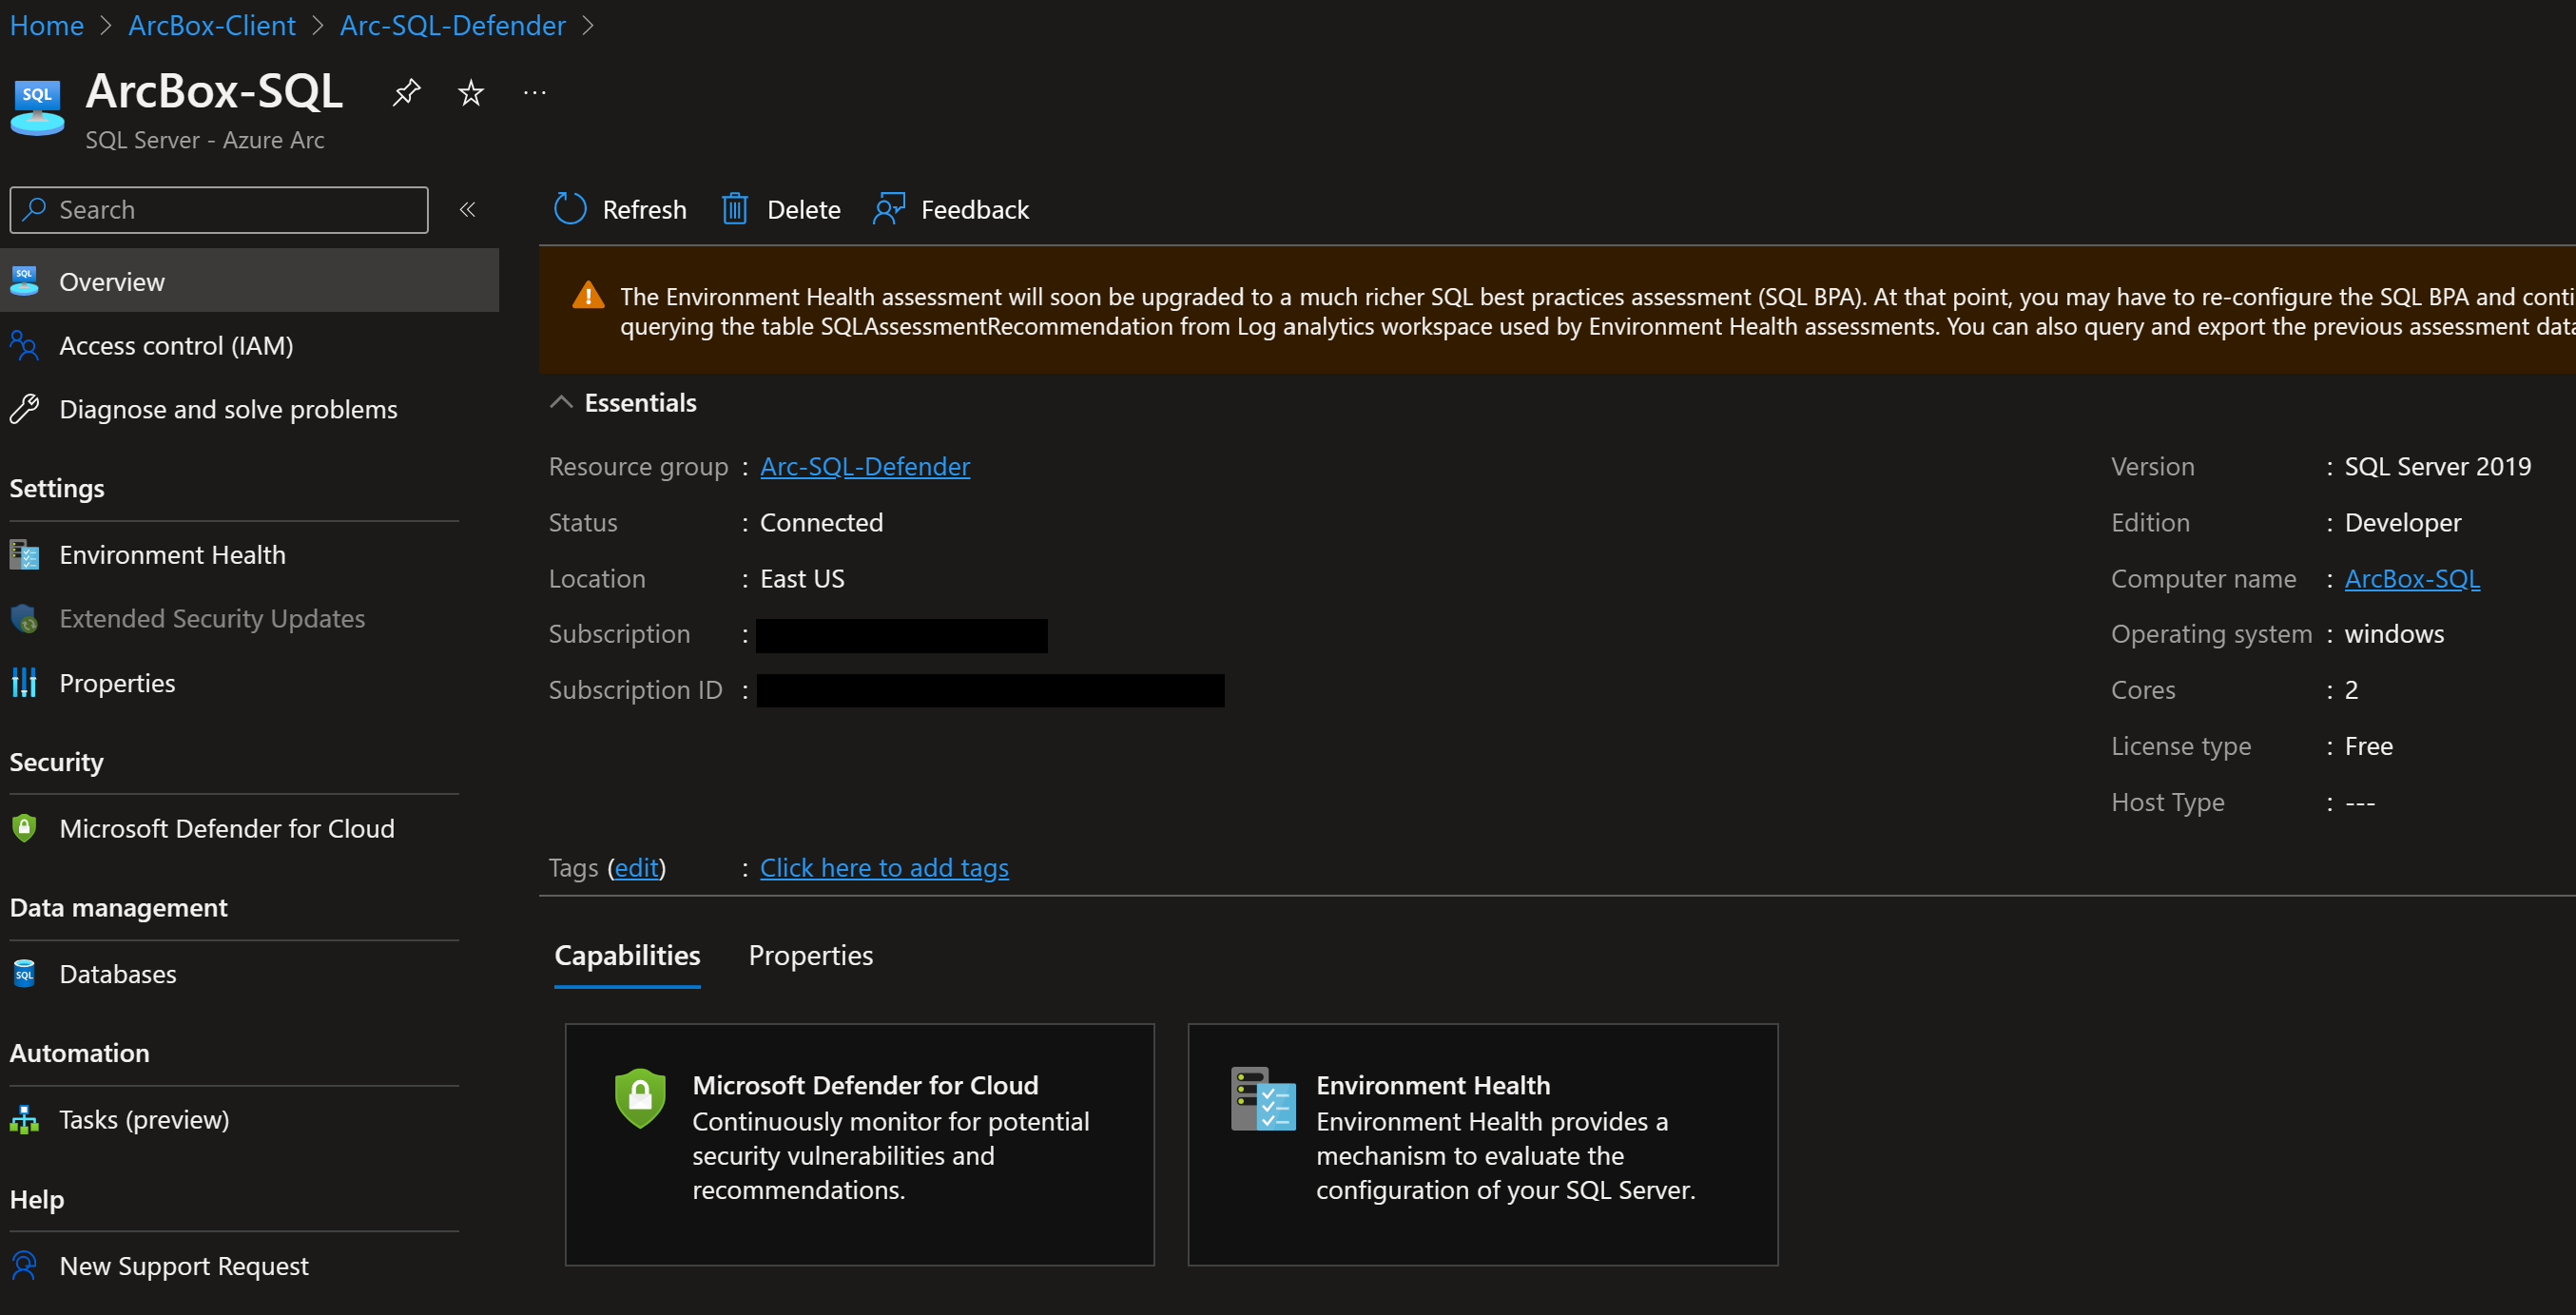 Home > ArcBox-Client > Arc-SQL-Defender >
SQL
ArcBox-SQL ...
SQL Server - Azure Arc
Search «
SQL Overview
Access control (IAM)
Diagnose and solve problems
Settings
Environment Health
Extended Security Updates
Properties
Security
Microsoft Defender for Cloud
Data management
SQL Databases
Automation
Tasks (preview)
Help
New Support Request
Refresh Delete Feedback
The Environment Health assessment will soon be upgraded to a much richer SQL best practices assessment (SQL BPA). At that point, you may have to re-configure the SQL BPA and conti
querying the table SQLAssessmentRecommendation from Log analytics workspace used by Environment Health assessments. You can also query and export the previous assessment data
Essentials
Resource group : Arc-SQL-Defender
Status : Connected
Location : East US
Subscription :
Subscription ID :
Version : SQL Server 2019
Edition : Developer
Computer name : ArcBox-SQL
Operating system : windows
Cores : 2
License type : Free
Host Type : ---
Tags (edit) : Click here to add tags
Capabilities Properties
Microsoft Defender for Cloud
Continuously monitor for potential
security vulnerabilities and
recommendations.
Environment Health
Environment Health provides a
mechanism to evaluate the
configuration of your SQL Server.